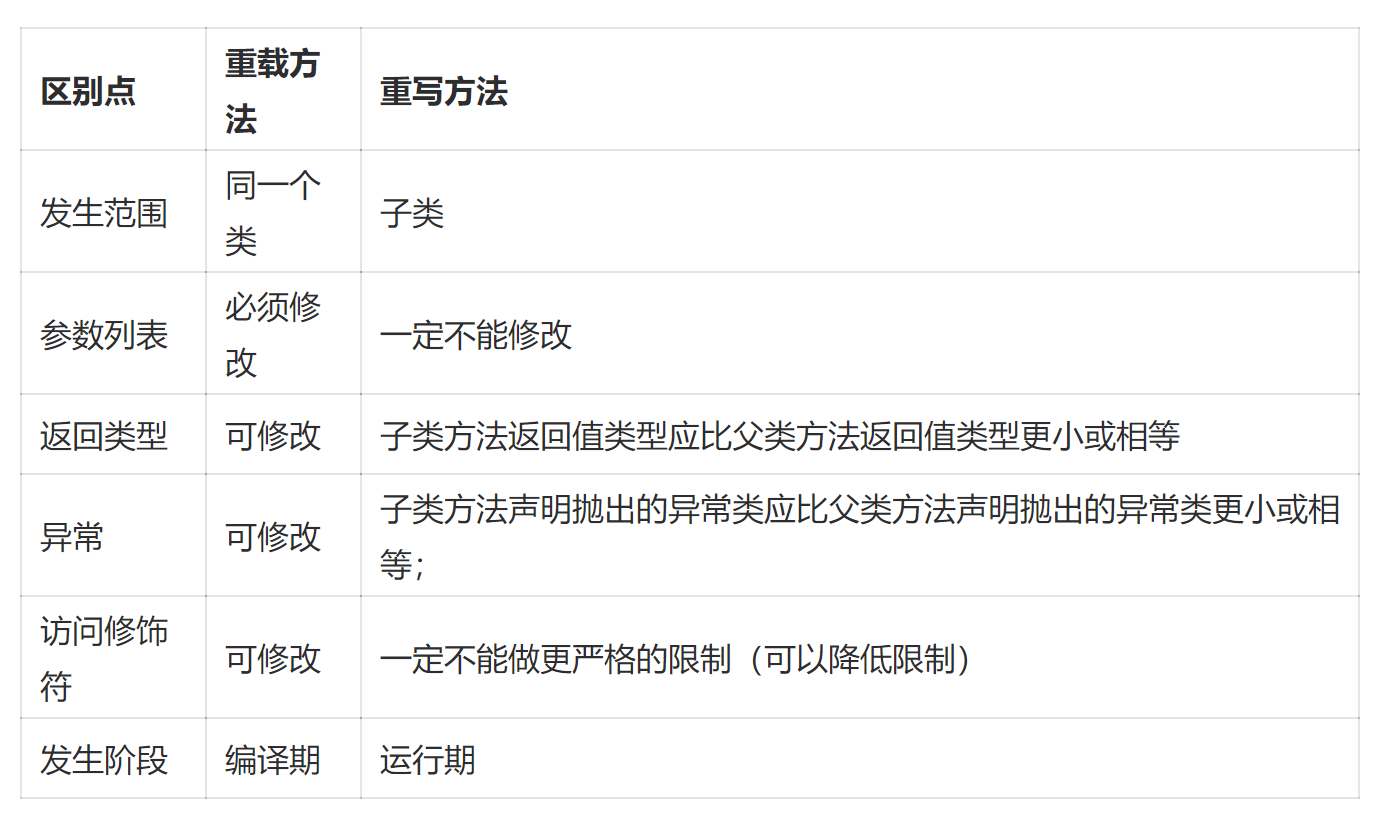 区别点
重载方
法
重写方法
发生范围
同一个
类
子类
参数列表
必须修
改
一定不能修改
返回类型
可修改
子类方法返回值类型应比父类方法返回值类型更小或相等
异常
可修改
子类方法声明抛出的异常类应比父类方法声明抛出的异常类更小或相
等;
访问修饰
符
可修改
一定不能做更严格的限制（可以降低限制）
发生阶段
编译期
运行期